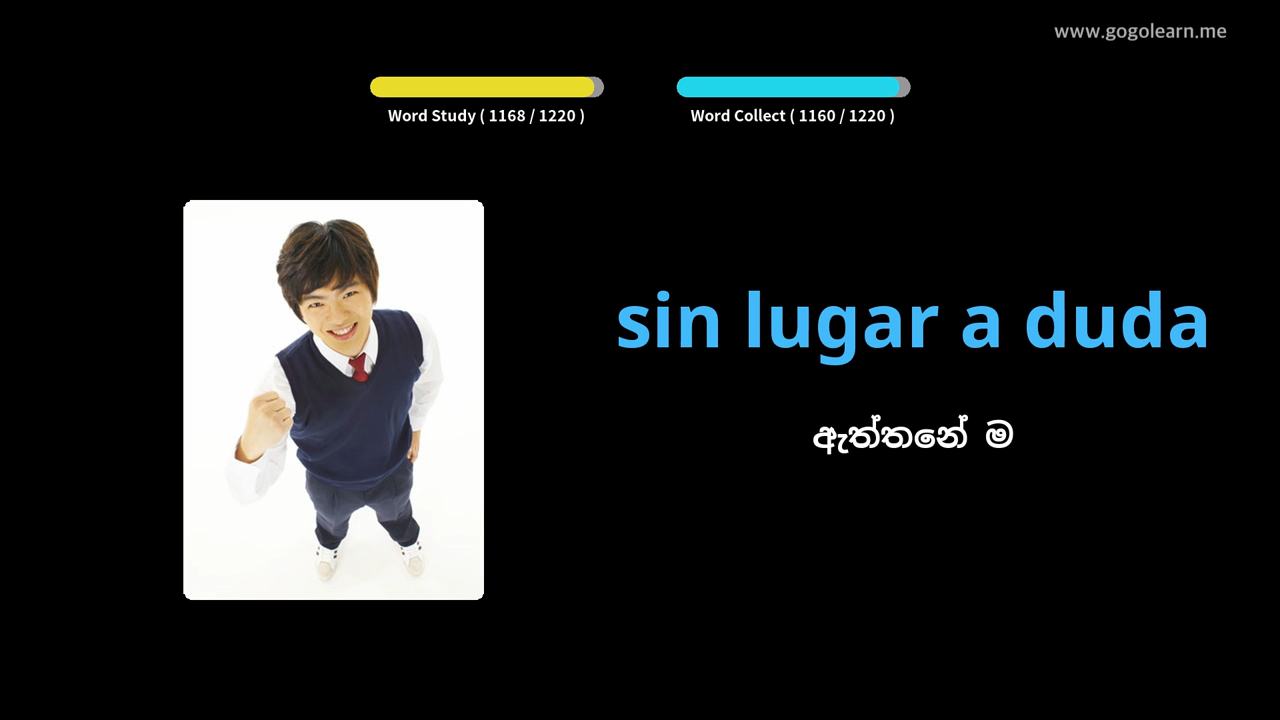 www.gogolearn.me
Word Study ( 1168 / 1220 )
Word Collect ( 1160 / 1220 )
sin lugar a duda
ඇත්තනේ ම